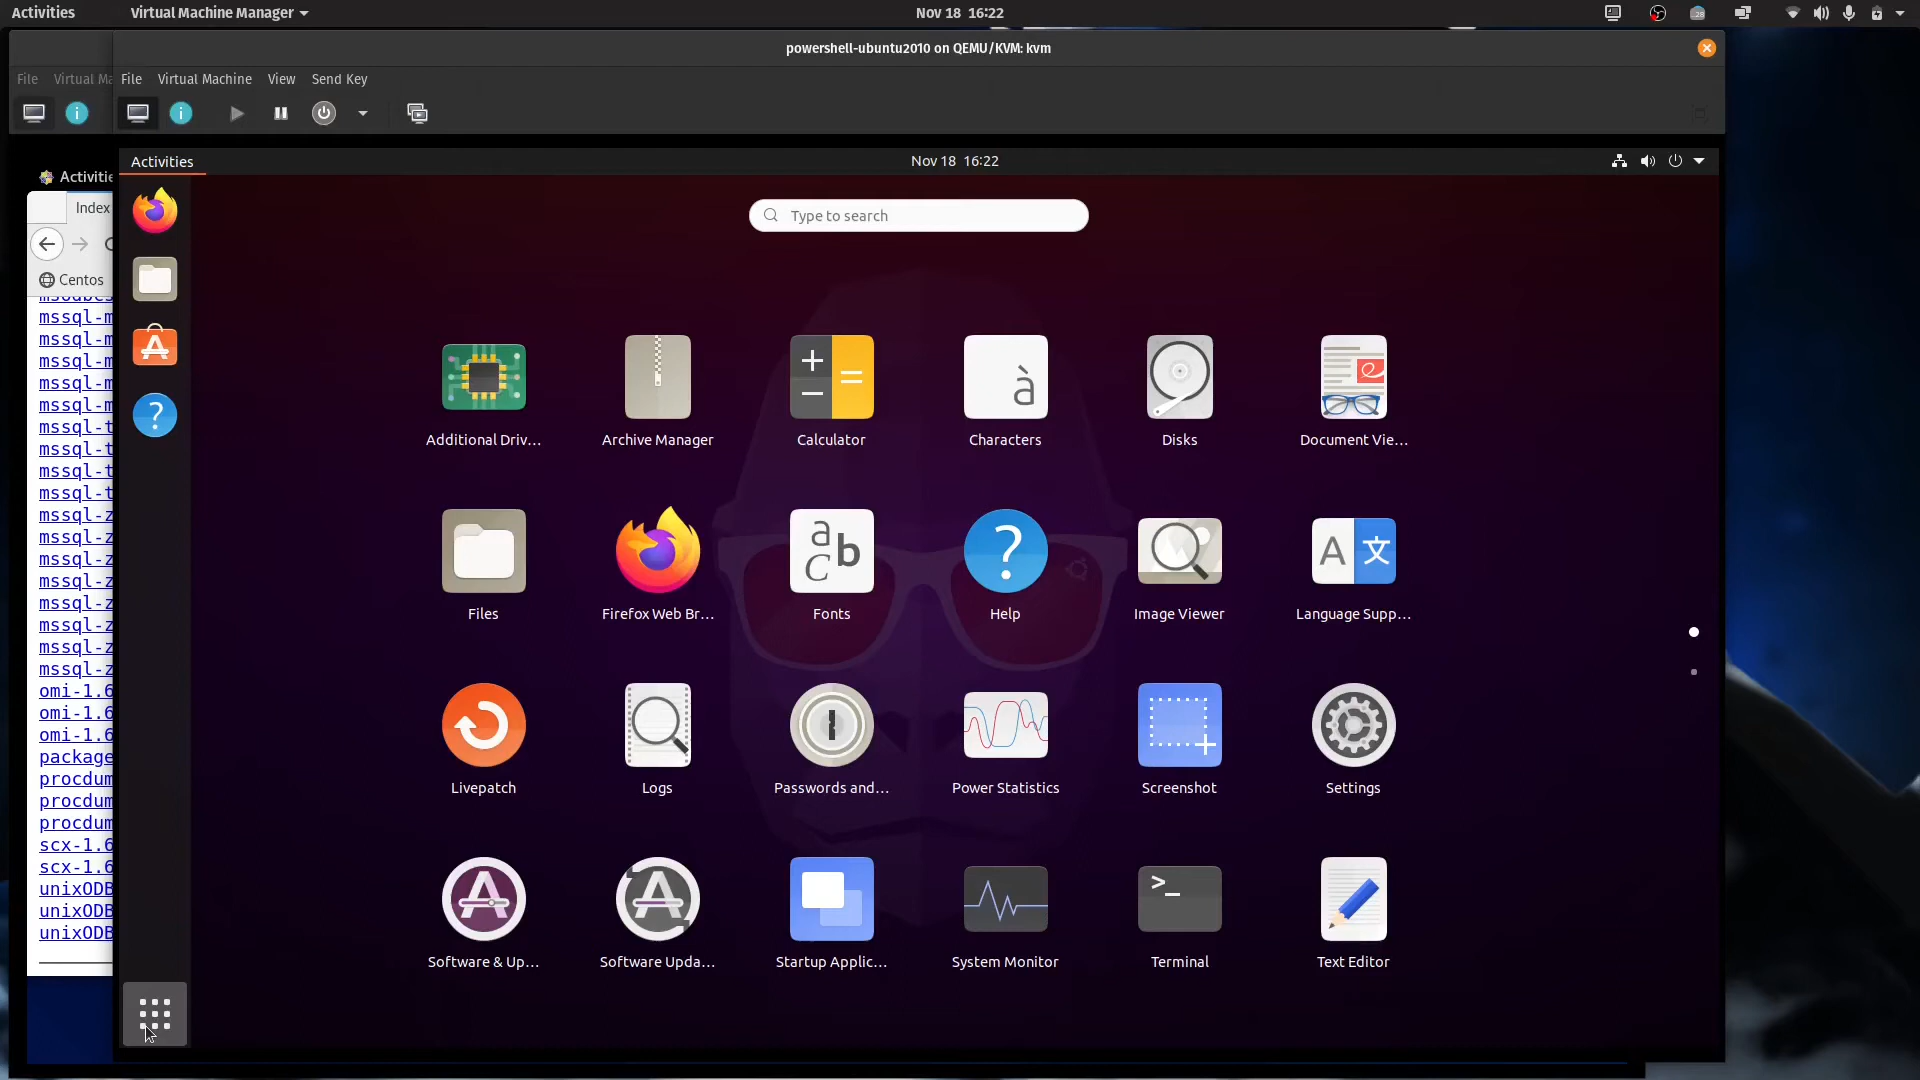 Activities
Virtual Machine Manager
Nov 18 16:22
28
powershell-ubuntu2010 on QEMU/KVM: kvm
File
Virtual Ma
File
Virtual Machine
View
Send Key
Activitie
Index
Centos
mssql-m
mssql-m
mssql-m
mssql-m
mssql-m
mssql-t
mssql-t
mssql-t
mssql-t
mssql-z
mssql-z
mssql-z
mssql-z
mssql-z
mssql-z
mssql-z
mssql-z
omi-1.6
omi-1.6
omi-1.6
package
procdum
procdum
procdum
scx-1.6
scx-1.6
unixODB
unixODB
unixODB
Activities
Nov 18 16:22
Type to search
Additional Driv...
Archive Manager
Calculator
Characters
Disks
Document Vie...
Files
Firefox Web Br...
Fonts
Help
Image Viewer
Language Supp...
Livepatch
Logs
Passwords and...
Power Statistics
Screenshot
Settings
Software & Up...
Software Upda...
Startup Applic...
System Monitor
Terminal
Text Editor